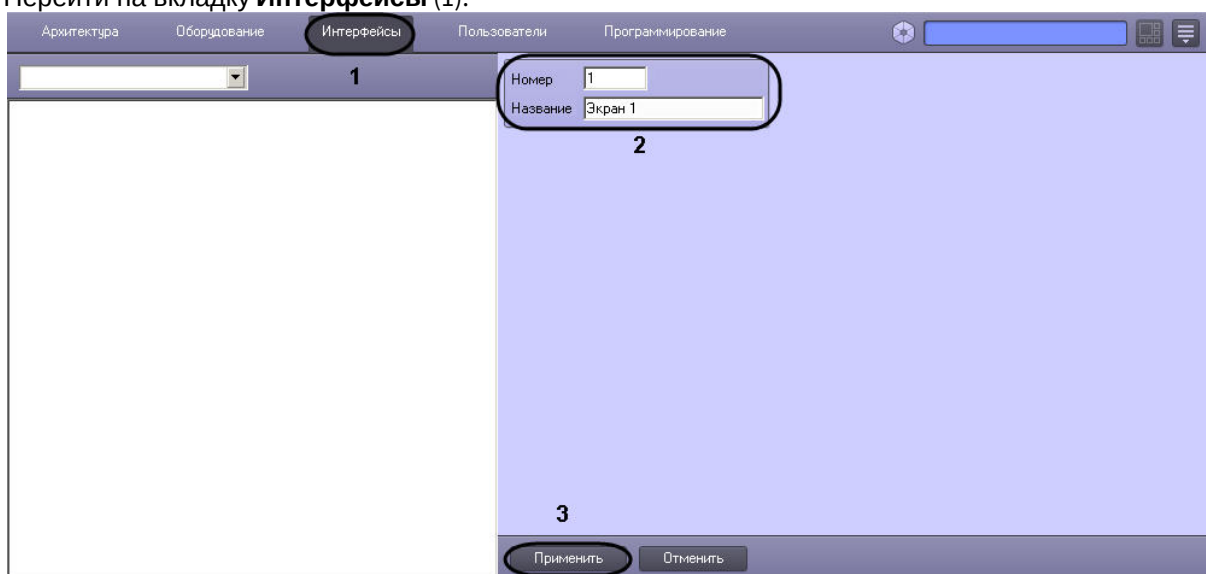 Перейти на вкладку Интерфейсы (1).
Архитектура Оборудование Интерфейсы Пользователи Программирование
1
Номер 1
Название Экран 1
2
3
Применить Отменить